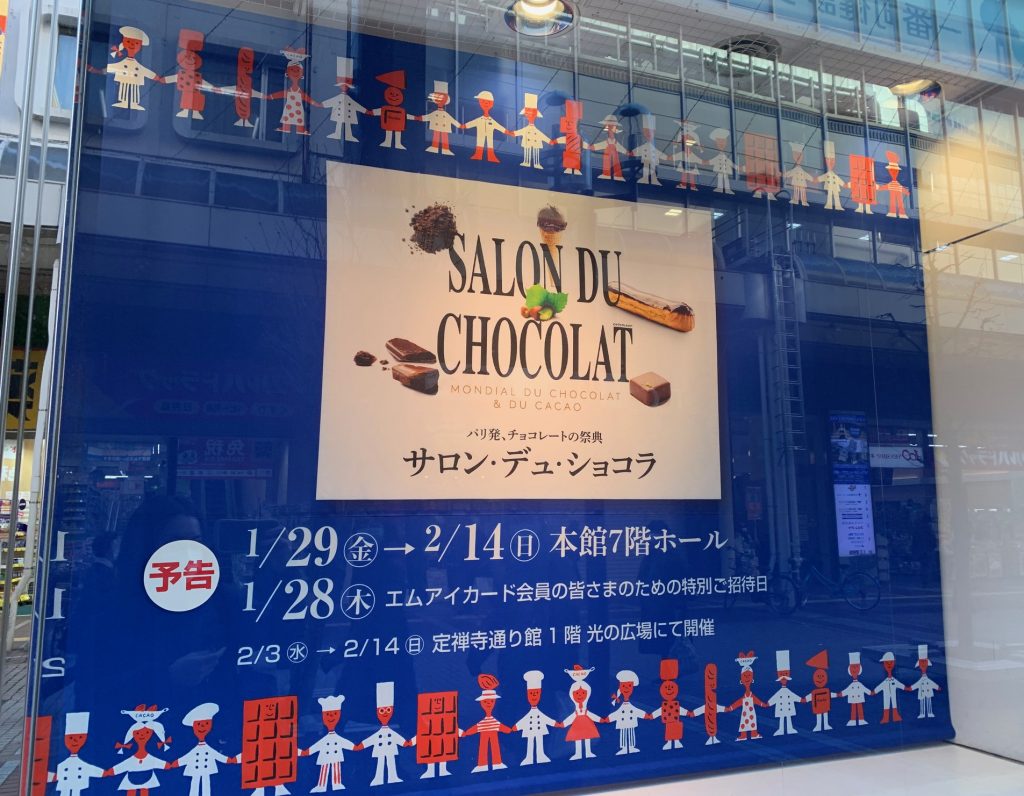 SALON DU
CHOCOLAT
MONDIAL DU CHOCOLAT
& DU CACAO
パリ発、チョコレートの祭典
サロン・デュ・ショコラ
予告
1/29㊎→2/14㊐ 本館7階ホール
1/28㊍ エムアイカード会員の皆さまのための特別ご招待日
2/3㊌→2/14㊐ 定禅寺通り館1階 光の広場にて開催
CACAO
CACAO
CACAO